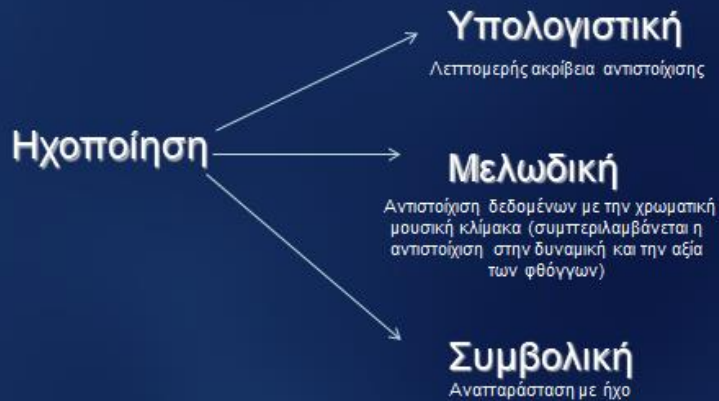 Ηχοποίηση
Υπολογιστική
Λεπτομερής ακρίβεια αντιστοίχισης
Μελωδική
Αντιστοίχιση δεδομένων με την χρωματική
μουσική κλίμακα (συμπεριλαμβάνεται η
αντιστοίχιση στην δυναμική και την αξία
των φθόγγων)
Συμβολική
Αναπαράσταση με ήχο